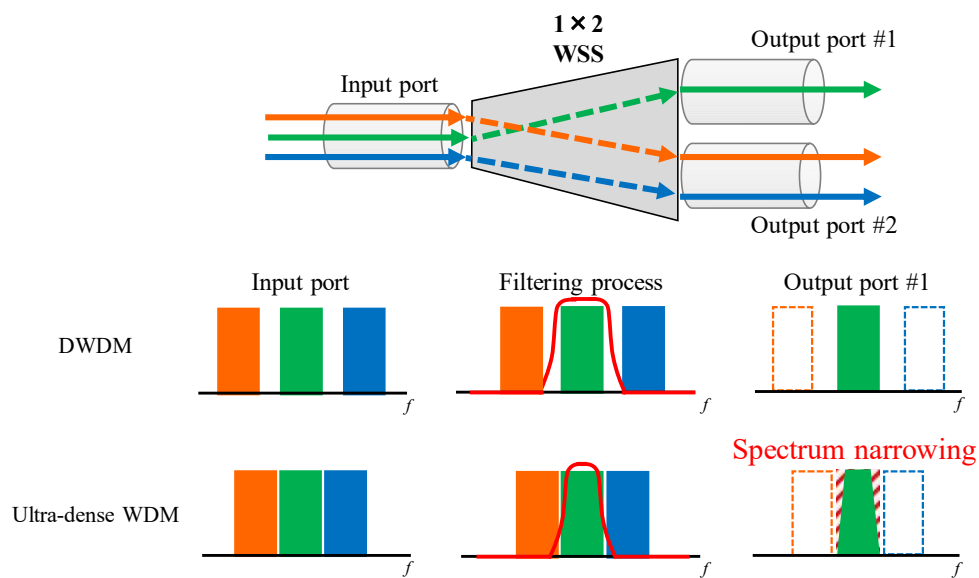 1×2
WSS
Output port #1
Input port
Output port #2
Input port
Filtering process
Output port #1
DWDM
f
f
f
Spectrum narrowing
Ultra-dense WDM
f
f
f